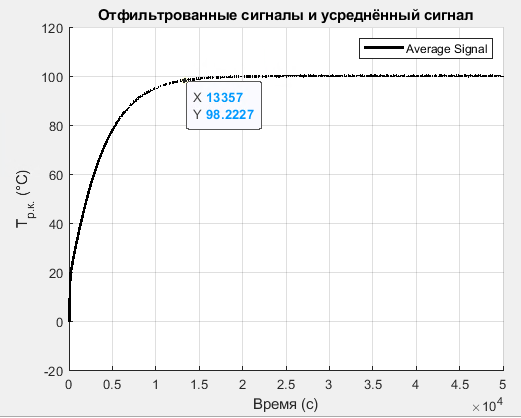 Отфильтрованные сигналы и усреднённый сигнал
Average Signal
X 13357
Y 98.2227
T р.к. (°C)
120
100
80
60
40
20
0
-20
0 0.5 1 1.5 2 2.5 3 3.5 4 4.5 5
Время (с)
×10^4